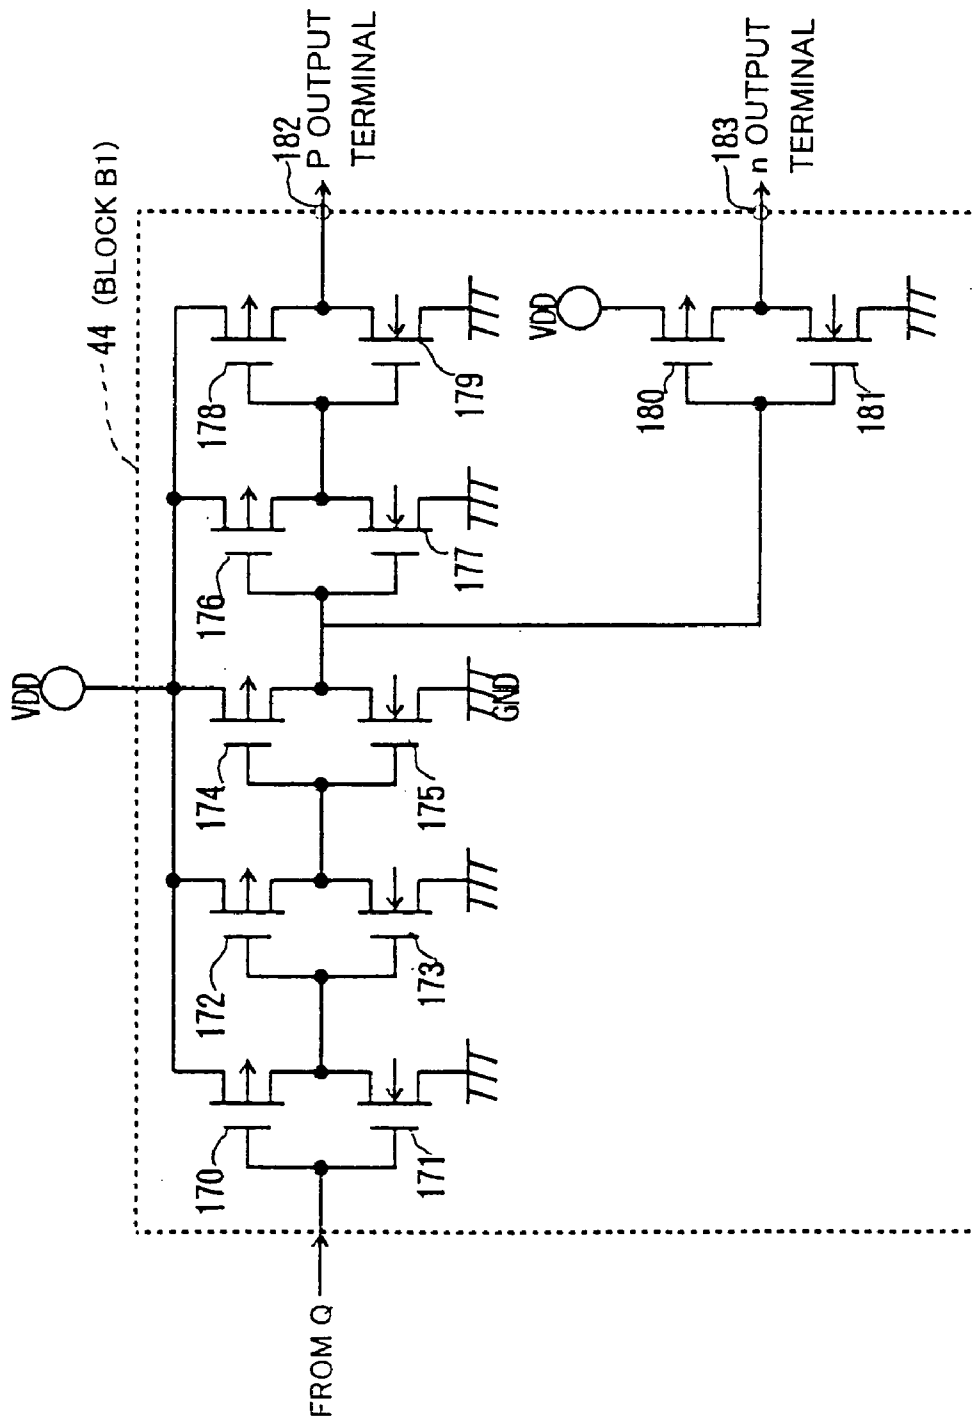 44 (BLOCK B1)
VDD
170
172
174
176
178
182
P OUTPUT
TERMINAL
FROM Q
171
173
175
GND
177
179
VDD
180
181
183
n OUTPUT
TERMINAL